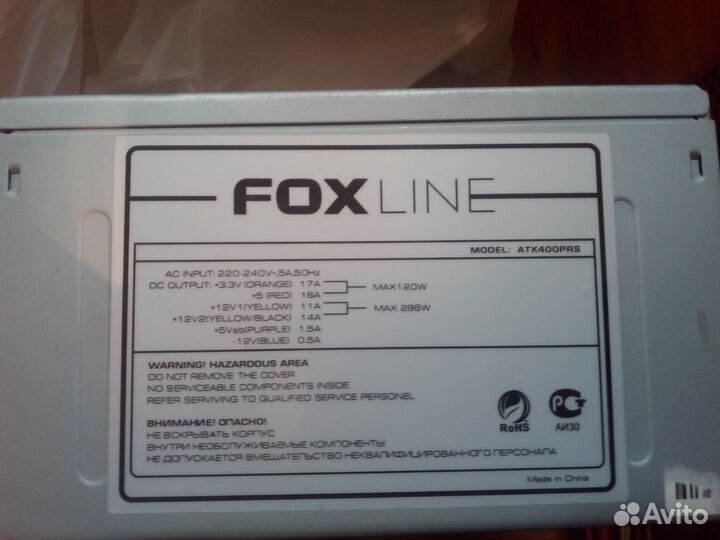 FOXLINE
MODEL: ATX400PRS
AC INPUT: 220-240V~,5A,50Hz
DC OUTPUT: +3.3V (ORANGE) 17A
+5 (RED) 16A
MAX120W
+12V1(YELLOW) 11A
+12V2(YELLOW/BLACK) 14A
MAX 288W
+5Vsb(PURPLE) 1.5A
-12V(BLUE) 0.5A
WARNING! HAZARDOUS AREA
DO NOT REMOVE THE COVER
NO SERVICEABLE COMPONENTS INSIDE
REFER SERVIVING TO QUALIFIED SERVICE PERSONEL
ВНИМАНИЕ! ОПАСНО!
НЕ ВСКРЫВАТЬ КОРПУС
ВНУТРИ НЕОБСЛУЖИВАЕМЫЕ КОМПОНЕНТЫ
НЕ ДОПУСКАЕТСЯ ВМЕШАТЕЛЬСТВО НЕКВАЛИФИЦИРОВАННОГО ПЕРСОНАЛА
RoHS
РСТ
АИ30
Made in China
Avito